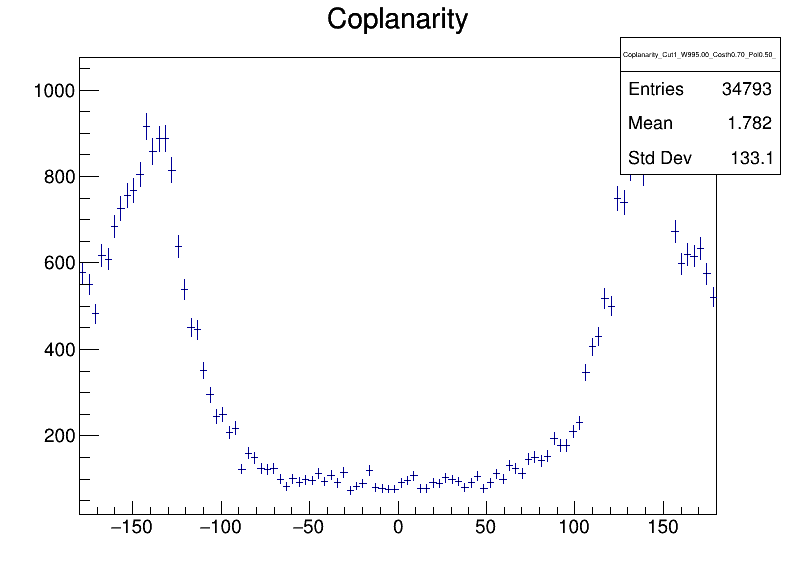 Coplanarity
Coplanarity_Cut1_W995.00_Costh0.70_Pol0.50_
Entries 34793
Mean 1.782
Std Dev 133.1
1000
800
600
400
200
−150 −100 −50 0 50 100 150